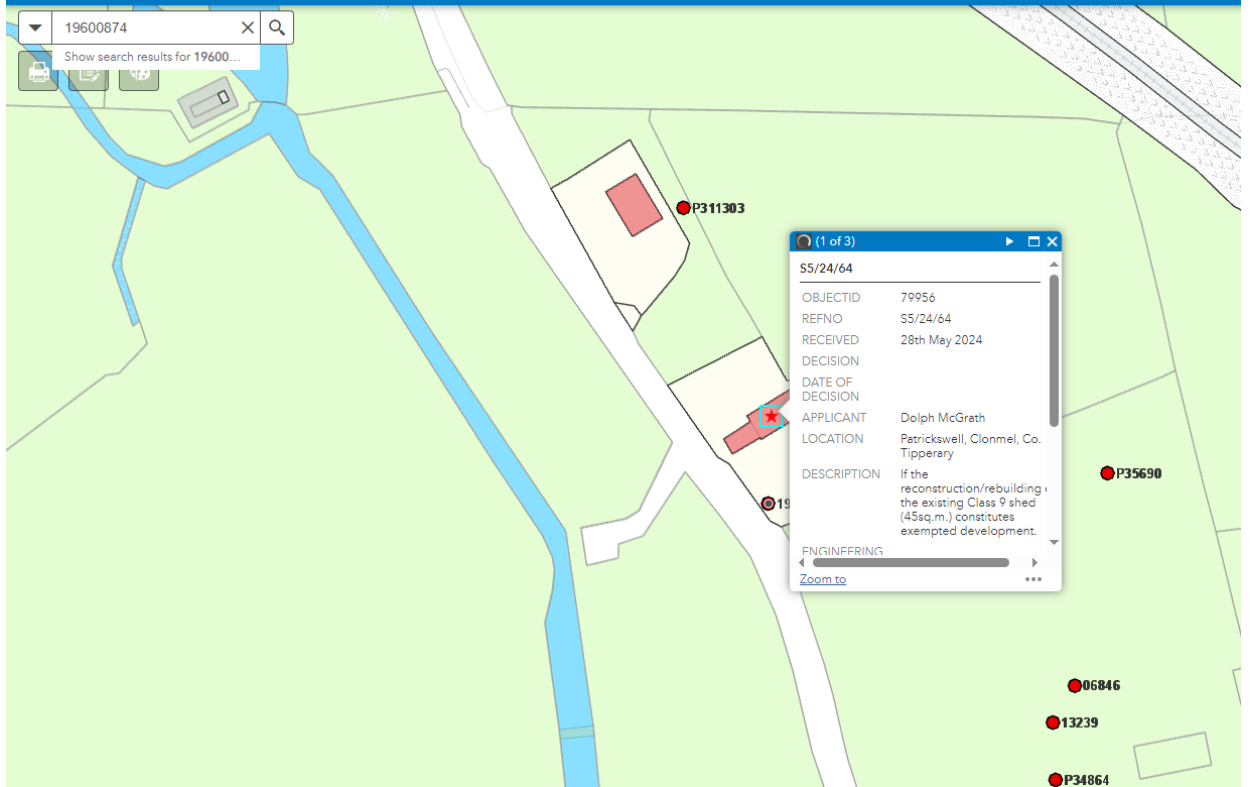 19600874
Show search results for 19600...
P311303
(1 of 3)
S5/24/64
OBJECTID 79956
REFNO S5/24/64
RECEIVED 28th May 2024
DECISION
DATE OF
DECISION
APPLICANT Dolph McGrath
LOCATION Patrickswell, Clonmel, Co.
Tipperary
DESCRIPTION If the
reconstruction/rebuilding
the existing Class 9 shed
(45sq.m.) constitutes
exempted development.
ENGINEERING
Zoom to
19
P35690
06846
13239
P34864